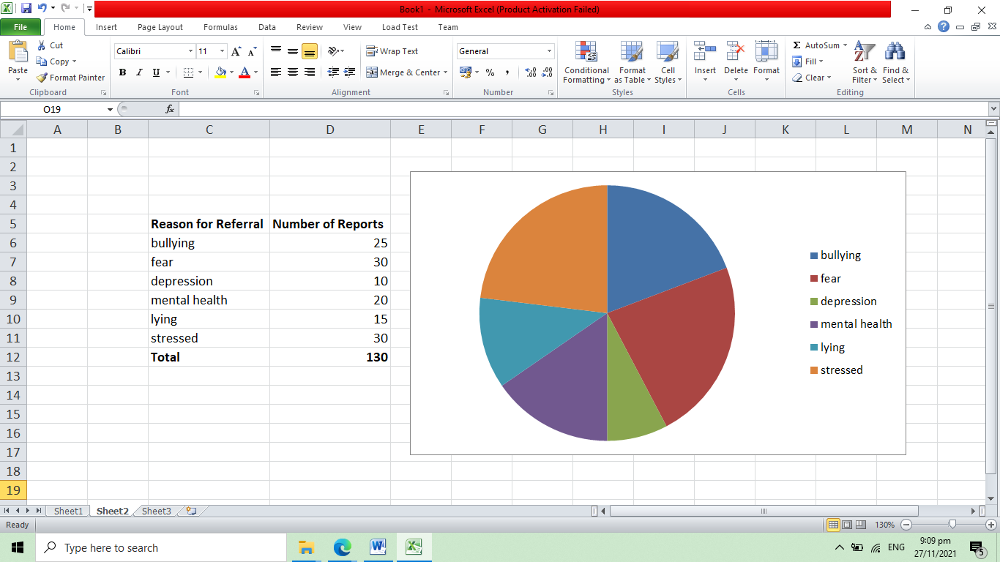 Book1 - Microsoft Excel (Product Activation Failed)
File Home Insert Page Layout Formulas Data Review View Load Test Team
Paste
Cut
Copy
Format Painter
Clipboard
Calibri 11
B I U
Font
Wrap Text
Merge & Center
Alignment
General
% ,
Number
Conditional Formatting
Format as Table
Cell Styles
Styles
Insert Delete Format
Cells
Σ AutoSum
Fill
Clear
Sort & Filter
Find & Select
Editing
O19 fx
A B C D E F G H I J K L M N
1
2
3
4
5 Reason for Referral Number of Reports
6 bullying 25
7 fear 30
8 depression 10
9 mental health 20
10 lying 15
11 stressed 30
12 Total 130
13
14
15
16
17
18
19
bullying
fear
depression
mental health
lying
stressed
Sheet1 Sheet2 Sheet3
Ready 130%
Type here to search
ENG
9:09 pm
27/11/2021
5